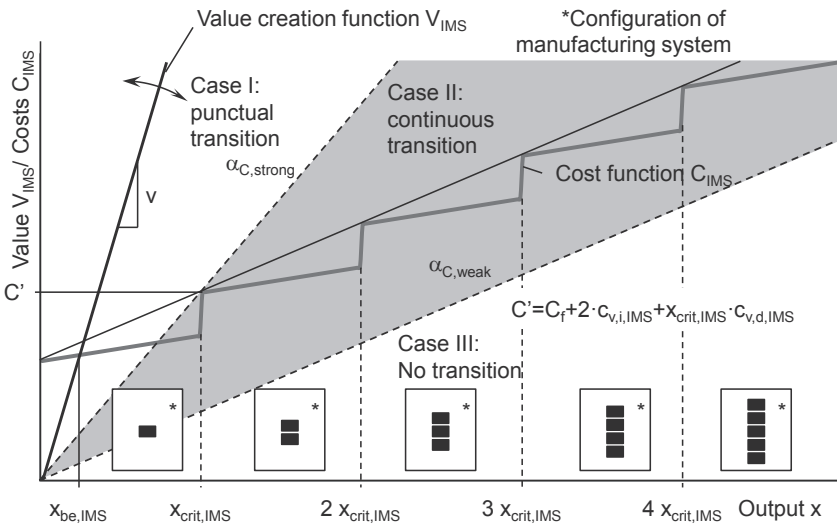 Value creation function V_IMS
*Configuration of
manufacturing system
Case I:
punctual
transition
α_C,strong
Case II:
continuous
transition
Value V_IMS/ Costs C_IMS
v
Cost function C_IMS
α_C,weak
C'
C'=C_f+2·c_v,i,IMS+x_crit,IMS·c_v,d,IMS
Case III:
No transition
*
*
*
*
*
x_be,IMS
x_crit,IMS
2 x_crit,IMS
3 x_crit,IMS
4 x_crit,IMS
Output x